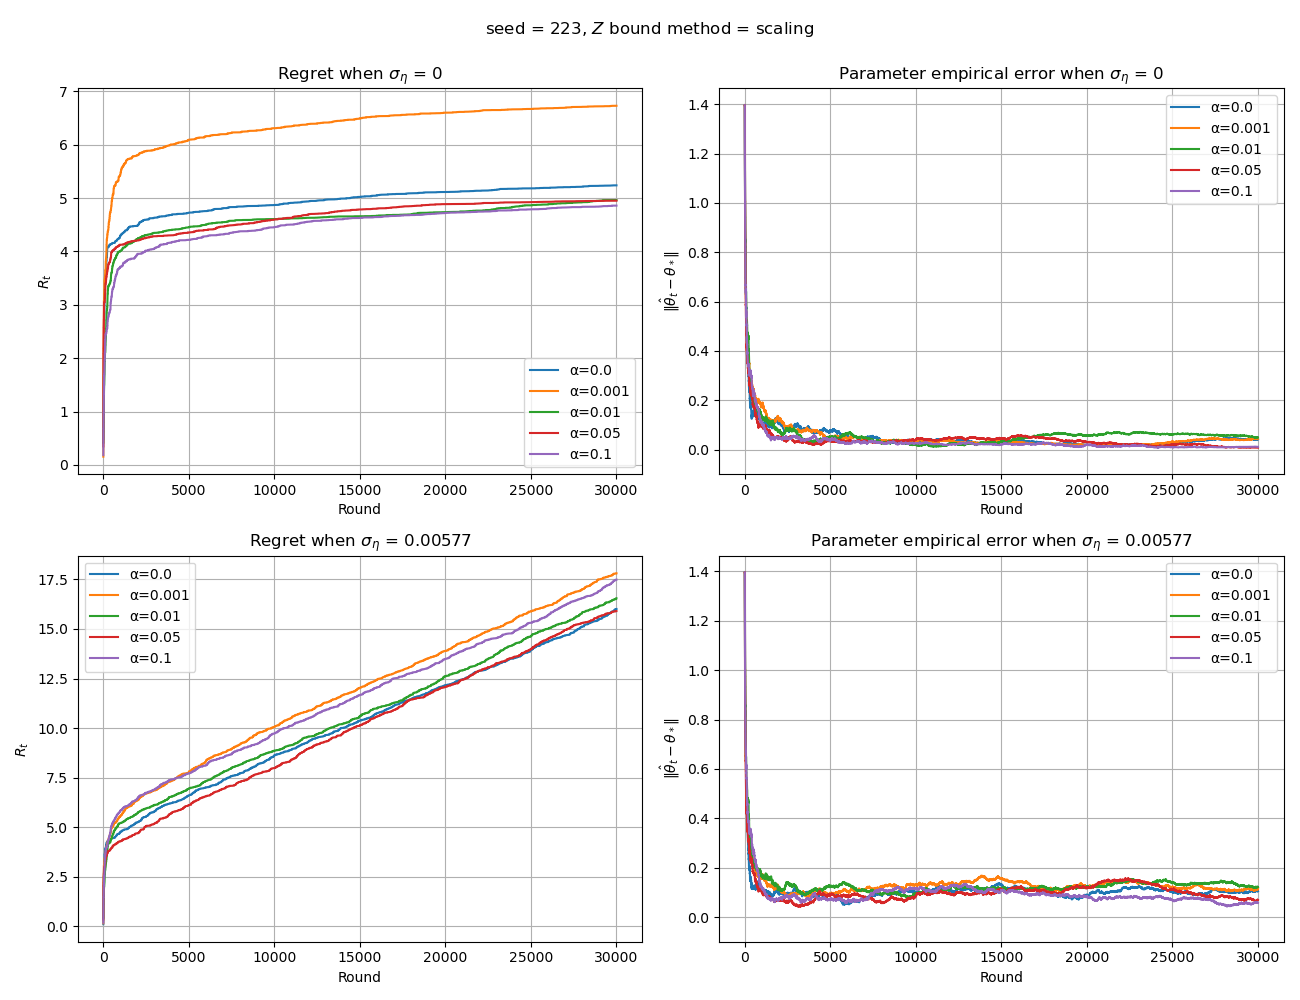 seed = 223, Z bound method = scaling
Regret when σ_η = 0
7
6
5
4
3
2
1
0
R_t
0 5000 10000 15000 20000 25000 30000
Round
α=0.0
α=0.001
α=0.01
α=0.05
α=0.1
Parameter empirical error when σ_η = 0
1.4
1.2
1.0
0.8
0.6
0.4
0.2
0.0
‖θ̂_t − θ_*‖
0 5000 10000 15000 20000 25000 30000
Round
α=0.0
α=0.001
α=0.01
α=0.05
α=0.1
Regret when σ_η = 0.00577
17.5
15.0
12.5
10.0
7.5
5.0
2.5
0.0
R_t
0 5000 10000 15000 20000 25000 30000
Round
α=0.0
α=0.001
α=0.01
α=0.05
α=0.1
Parameter empirical error when σ_η = 0.00577
1.4
1.2
1.0
0.8
0.6
0.4
0.2
0.0
‖θ̂_t − θ_*‖
0 5000 10000 15000 20000 25000 30000
Round
α=0.0
α=0.001
α=0.01
α=0.05
α=0.1